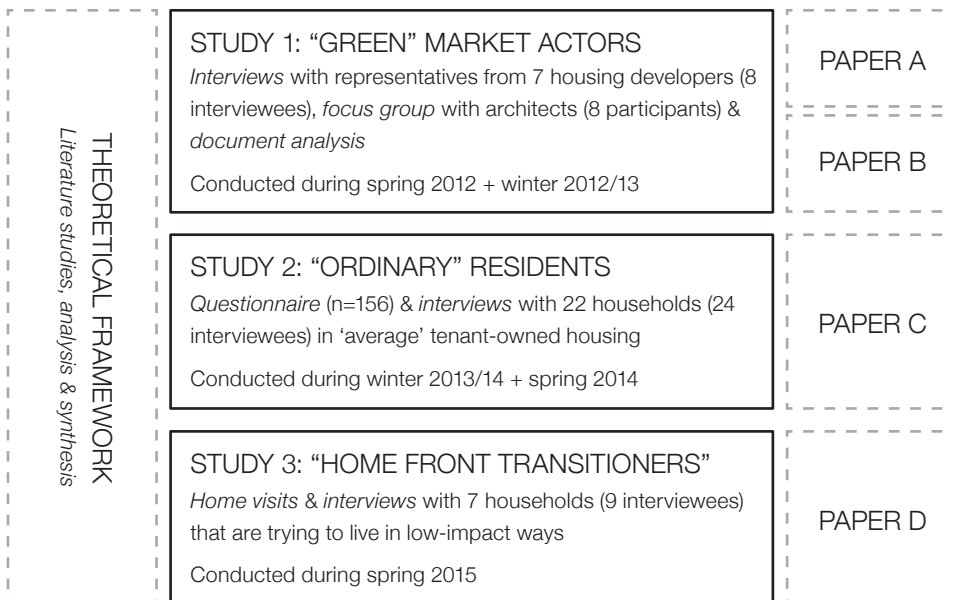 THEORETICAL FRAMEWORK
Literature studies, analysis & synthesis
STUDY 1: “GREEN” MARKET ACTORS
Interviews with representatives from 7 housing developers (8
interviewees), focus group with architects (8 participants) &
document analysis
Conducted during spring 2012 + winter 2012/13
PAPER A
PAPER B
STUDY 2: “ORDINARY” RESIDENTS
Questionnaire (n=156) & interviews with 22 households (24
interviewees) in ‘average’ tenant-owned housing
Conducted during winter 2013/14 + spring 2014
PAPER C
STUDY 3: “HOME FRONT TRANSITIONERS”
Home visits & interviews with 7 households (9 interviewees)
that are trying to live in low-impact ways
Conducted during spring 2015
PAPER D